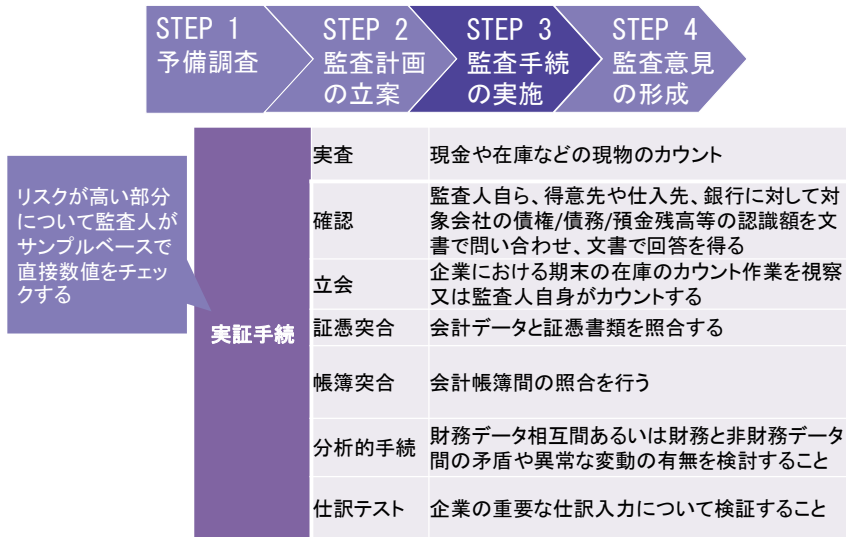 STEP 1
予備調査
STEP 2
監査計画
の立案
STEP 3
監査手続
の実施
STEP 4
監査意見
の形成
リスクが高い部分
について監査人が
サンプルベースで
直接数値をチェッ
クする
実証手続
実査
現金や在庫などの現物のカウント
確認
監査人自ら、得意先や仕入先、銀行に対して対
象会社の債権/債務/預金残高等の認識額を文
書で問い合わせ、文書で回答を得る
立会
企業における期末の在庫のカウント作業を視察
又は監査人自身がカウントする
証憑突合
会計データと証憑書類を照合する
帳簿突合
会計帳簿間の照合を行う
分析的手続
財務データ相互間あるいは財務と非財務データ
間の矛盾や異常な変動の有無を検討すること
仕訳テスト
企業の重要な仕訳入力について検証すること